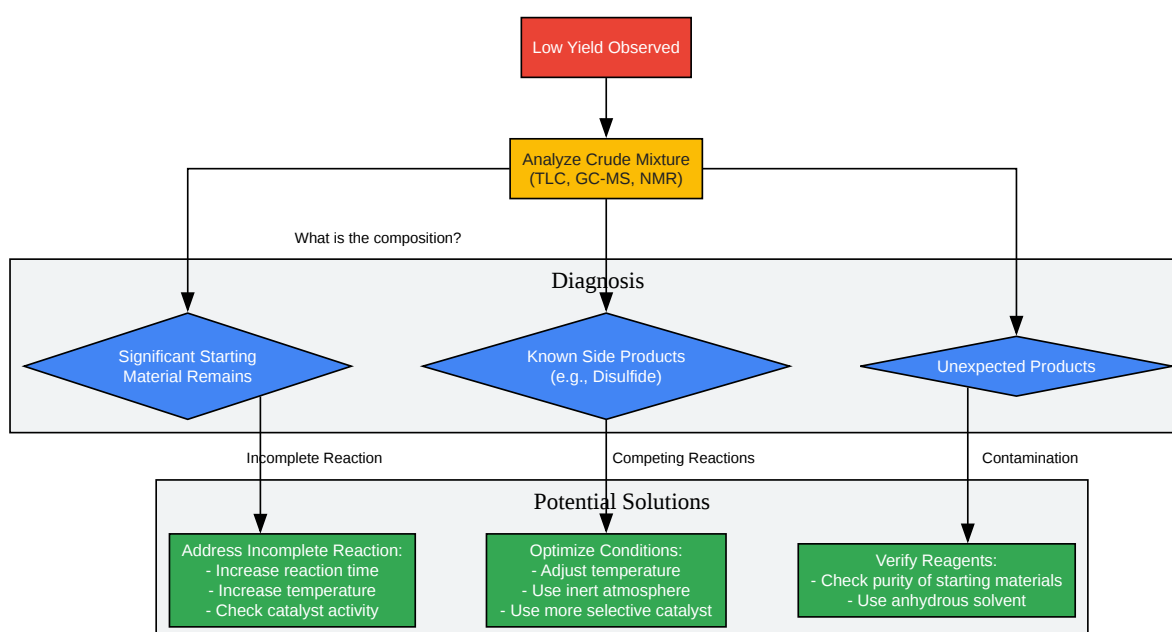 Low Yield Observed
Analyze Crude Mixture
(TLC, GC-MS, NMR)
What is the composition?
Diagnosis
Significant Starting
Material Remains
Known Side Products
(e.g., Disulfide)
Unexpected Products
Incomplete Reaction
Competing Reactions
Contamination
Potential Solutions
Address Incomplete Reaction:
- Increase reaction time
- Increase temperature
- Check catalyst activity
Optimize Conditions:
- Adjust temperature
- Use inert atmosphere
- Use more selective catalyst
Verify Reagents:
- Check purity of starting materials
- Use anhydrous solvent